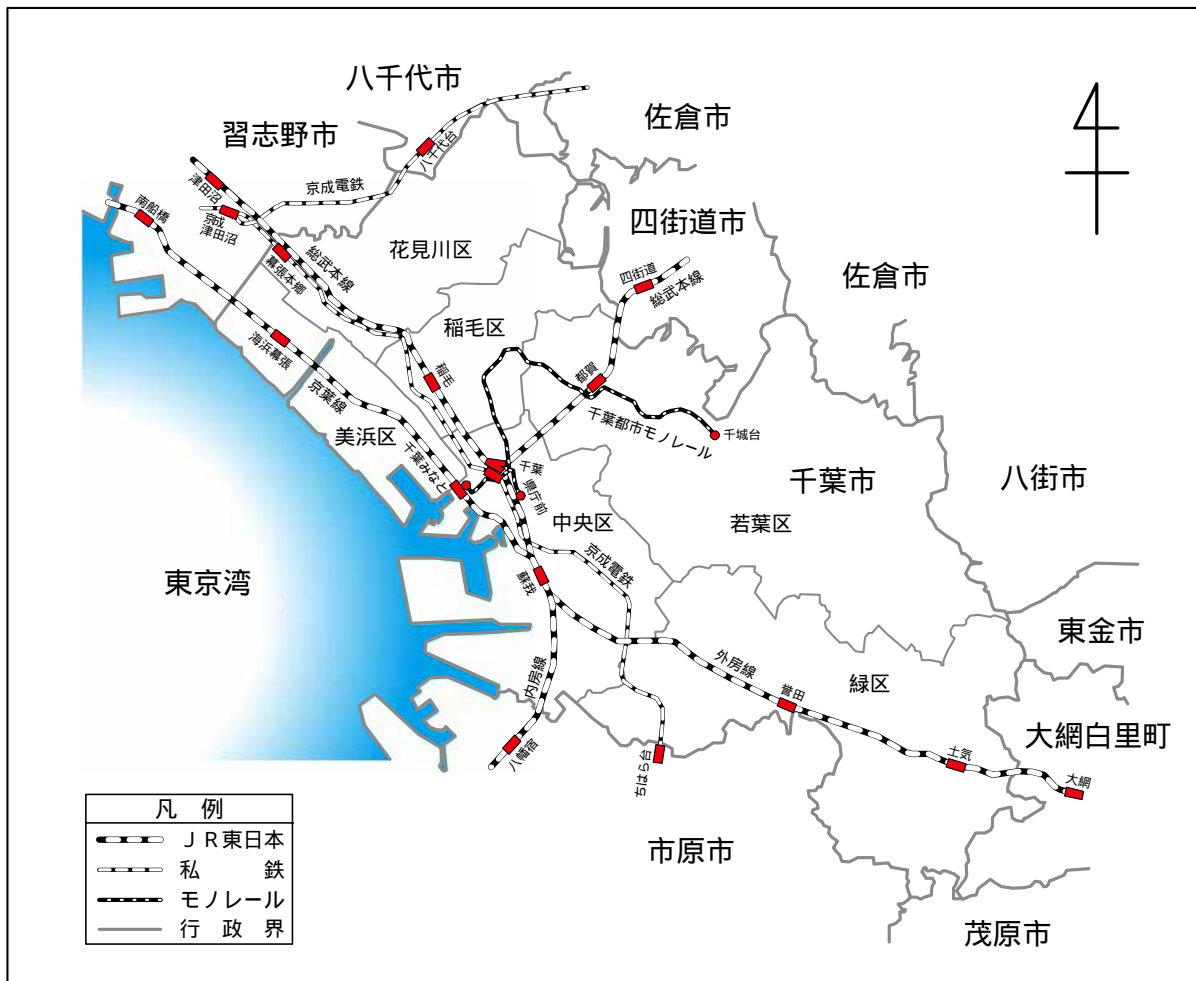 八千代市
佐倉市
習志野市
八千代台
津田沼
京成電鉄
南船橋
京成
津田沼
四街道市
花見川区
総武本線
幕張本郷
四街道
総武本線
佐倉市
稲毛区
海浜幕張
稲毛
都賀
京葉線
千葉都市モノレール
千城台
美浜区
千葉みなと
千葉
県庁前
千葉市
八街市
中央区
若葉区
京成電鉄
東京湾
蘇我
東金市
外房線
緑区
内房線
誉田
大網白里町
八幡宿
ちはら台
土気
大網
市原市
茂原市
凡 例
ＪＲ東日本
私 鉄
モノレール
行 政 界